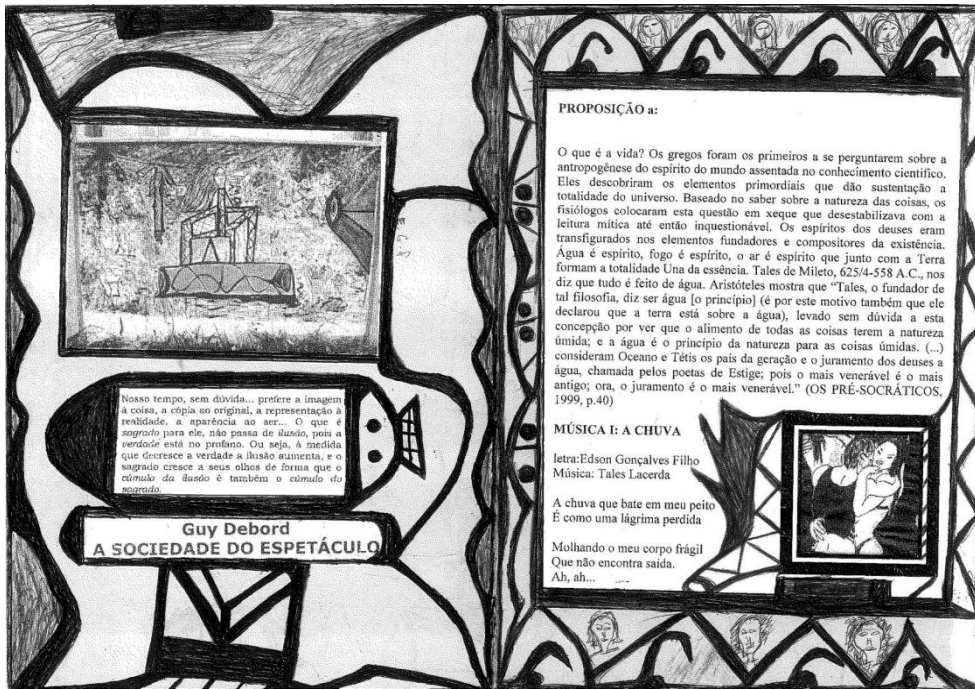 Nosso tempo, sem dúvida... prefere a imagem
à coisa, a cópia ao original, a representação à
realidade, a aparência ao ser... O que é
sagrado para ele, não passa de ilusão, pois a
verdade está no profano. Ou seja, à medida
que decresce a verdade a ilusão aumenta, e o
sagrado cresce a seus olhos de forma que o
cúmulo da ilusão é também o cúmulo do
sagrado.
Guy Debord
A SOCIEDADE DO ESPETÁCULO
PROPOSIÇÃO a:
O que é a vida? Os gregos foram os primeiros a se perguntarem sobre a
antropogênese do espírito do mundo assentada no conhecimento científico.
Eles descobriram os elementos primordiais que dão sustentação a
totalidade do universo. Baseado no saber sobre a natureza das coisas, os
fisiólogos colocaram esta questão em xeque que desestabilizava com a
leitura mítica até então inquestionável. Os espíritos dos deuses eram
transfigurados nos elementos fundadores e compositores da existência.
Água é espírito, fogo é espírito, o ar é espírito que junto com a Terra
formam a totalidade Una da essência. Tales de Mileto, 625/4-558 A.C., nos
diz que tudo é feito de água. Aristóteles mostra que “Tales, o fundador de
tal filosofia, diz ser água [o princípio] (é por este motivo também que ele
declarou que a terra está sobre a água), levado sem dúvida a esta
concepção por ver que o alimento de todas as coisas terem a natureza
úmida; e a água é o princípio da natureza para as coisas úmidas. (...)
consideram Oceano e Tétis os pais da geração e o juramento dos deuses a
água, chamada pelos poetas de Estige; pois o mais venerável é o mais
antigo; ora, o juramento é o mais venerável.” (OS PRÉ-SOCRÁTICOS,
1999, p.40)
MÚSICA I: A CHUVA
letra:Edson Gonçalves Filho
Música: Tales Lacerda
A chuva que bate em meu peito
É como uma lágrima perdida
Molhando o meu corpo frágil
Que não encontra saída.
Ah, ah...